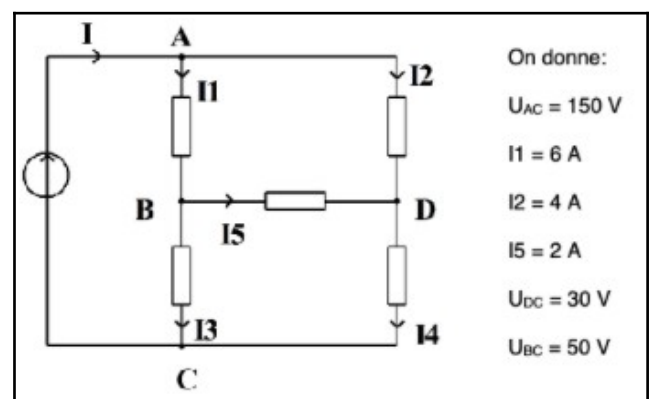 I
A
I1
I2
B
I5
D
I3
I4
C
On donne:
UAC = 150 V
I1 = 6 A
I2 = 4 A
I5 = 2 A
UDC = 30 V
UBC = 50 V